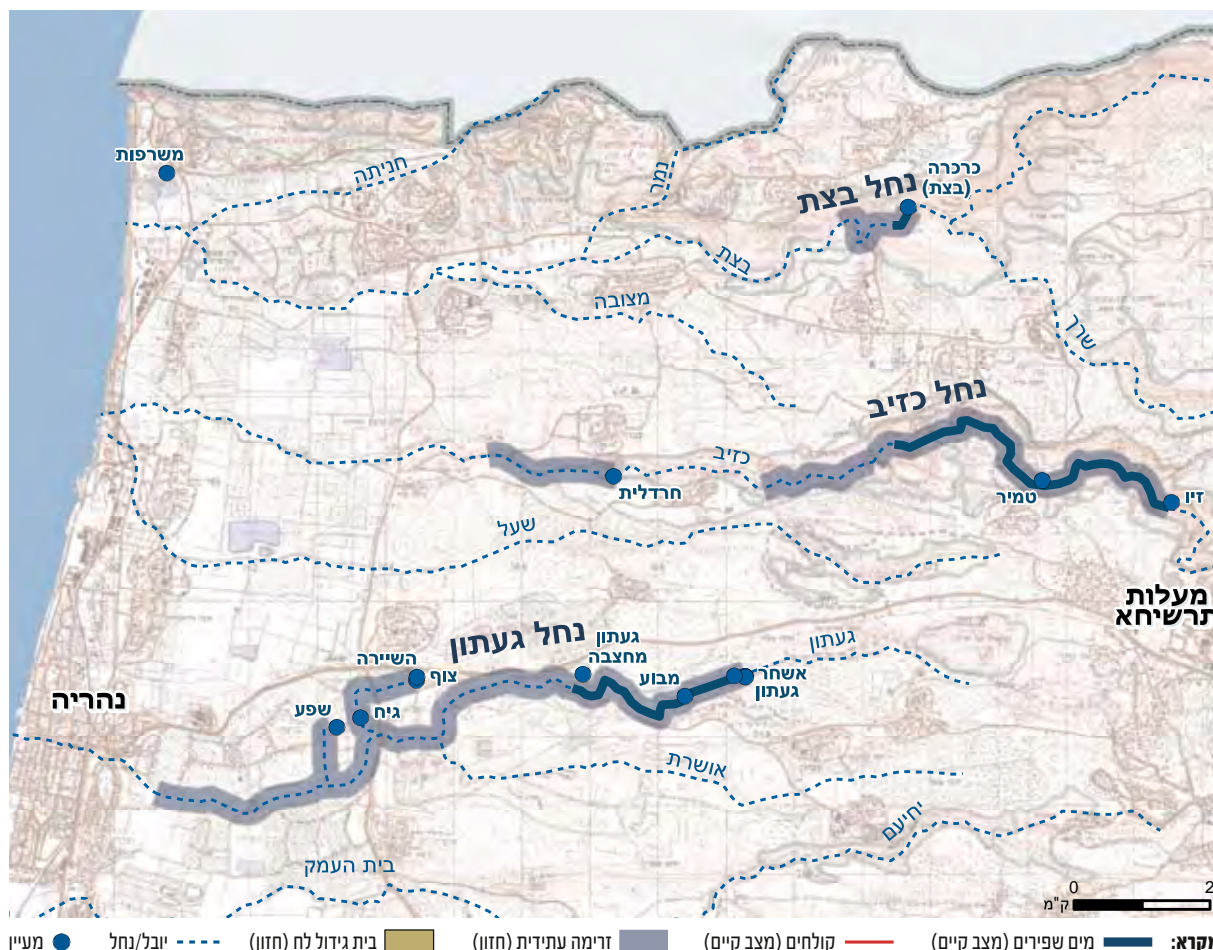 משרפות
חניתה
נמר
נחל בצת
כרכרה
(בצת)
בצת
מצובה
שרך
נחל כזיב
כזיב
חרדלית
טמיר
זיו
שעל
מעלות
תרשיחא
נחל געתון
געתון
מחצבה
געתון
השיירה
צוף
מבוע
אשחר
געתון
נהריה
שפע
גיח
אושרת
יחיעם
בית העמק
0 2
ק"מ
מקרא: מים שפירים (מצב קיים) קולחים (מצב קיים) זרימה עתידית (חזון) בית גידול לח (חזון) יובל/נחל מעיין